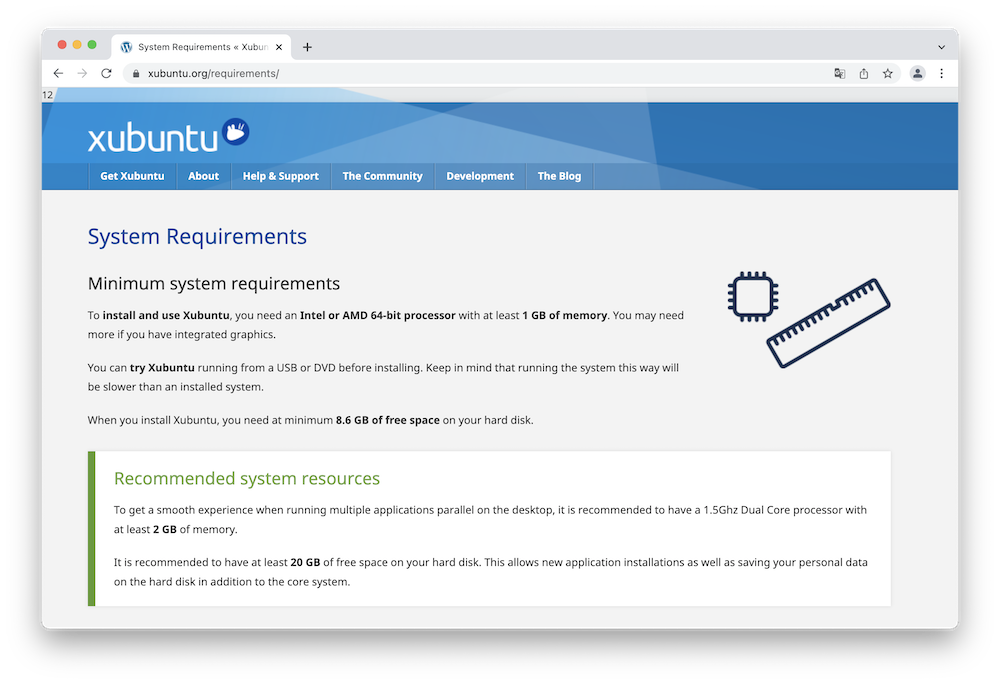 System Requirements « Xubun
xubuntu.org/requirements/
12
xubuntu
Get Xubuntu About Help & Support The Community Development The Blog
System Requirements
Minimum system requirements
To install and use Xubuntu, you need an Intel or AMD 64-bit processor with at least 1 GB of memory. You may need
more if you have integrated graphics.
You can try Xubuntu running from a USB or DVD before installing. Keep in mind that running the system this way will
be slower than an installed system.
When you install Xubuntu, you need at minimum 8.6 GB of free space on your hard disk.
Recommended system resources
To get a smooth experience when running multiple applications parallel on the desktop, it is recommended to have a 1.5Ghz Dual Core processor with
at least 2 GB of memory.
It is recommended to have at least 20 GB of free space on your hard disk. This allows new application installations as well as saving your personal data
on the hard disk in addition to the core system.